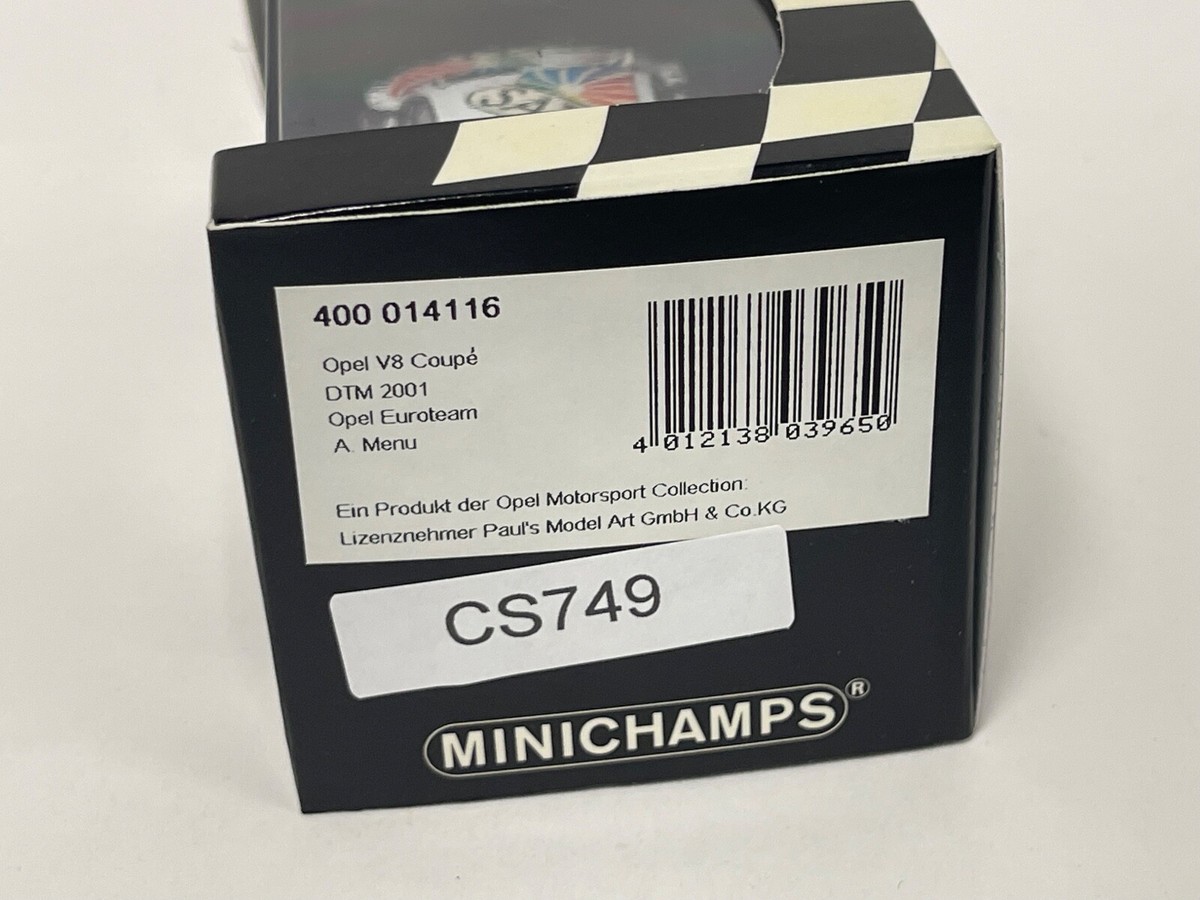 400 014116
Opel V8 Coupé
DTM 2001
Opel Euroteam
A. Menu
4 012138 039650
Ein Produkt der Opel Motorsport Collection:
Lizenznehmer Paul's Model Art GmbH & Co.KG
CS749
MINICHAMPS®